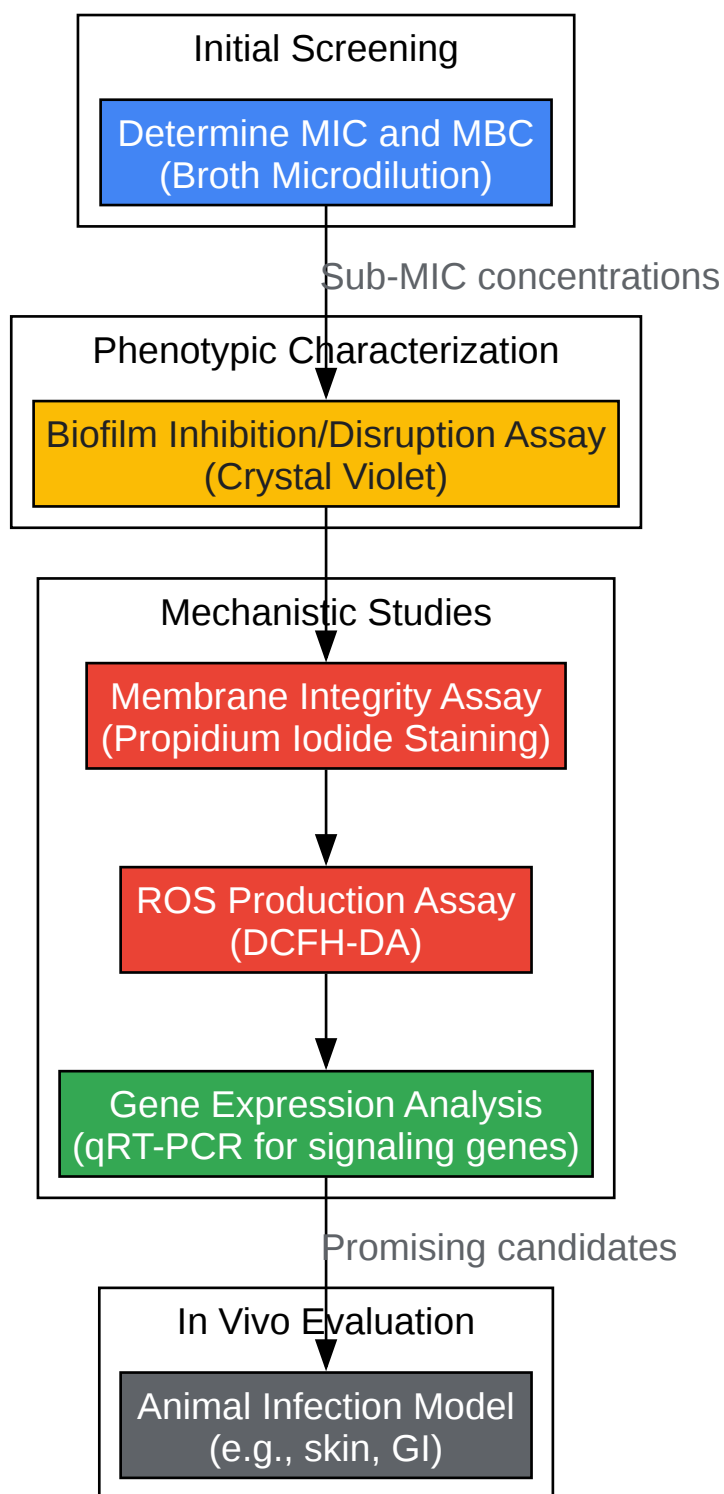 Initial Screening
Determine MIC and MBC
(Broth Microdilution)
Sub-MIC concentrations
Phenotypic Characterization
Biofilm Inhibition/Disruption Assay
(Crystal Violet)
Mechanistic Studies
Membrane Integrity Assay
(Propidium Iodide Staining)
ROS Production Assay
(DCFH-DA)
Gene Expression Analysis
(qRT-PCR for signaling genes)
Promising candidates
In Vivo Evaluation
Animal Infection Model
(e.g., skin, GI)